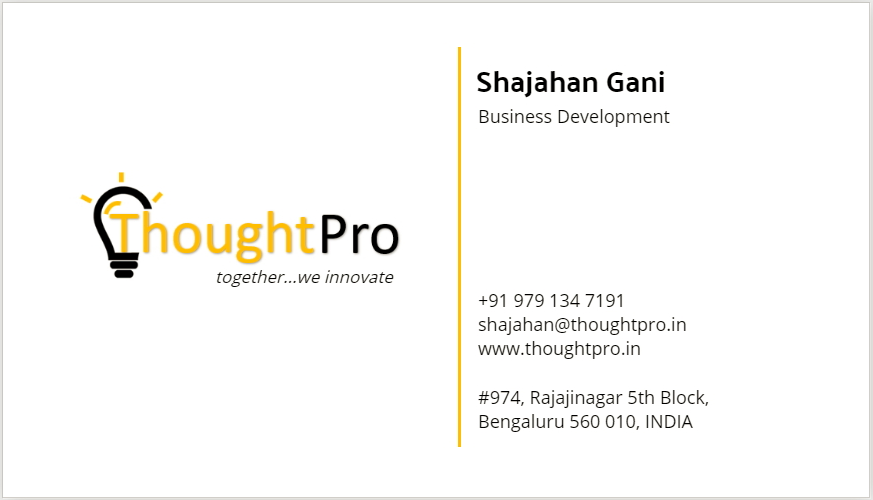 ThoughtPro
together...we innovate
Shajahan Gani
Business Development
+91 979 134 7191
shajahan@thoughtpro.in
www.thoughtpro.in
#974, Rajajinagar 5th Block,
Bengaluru 560 010, INDIA